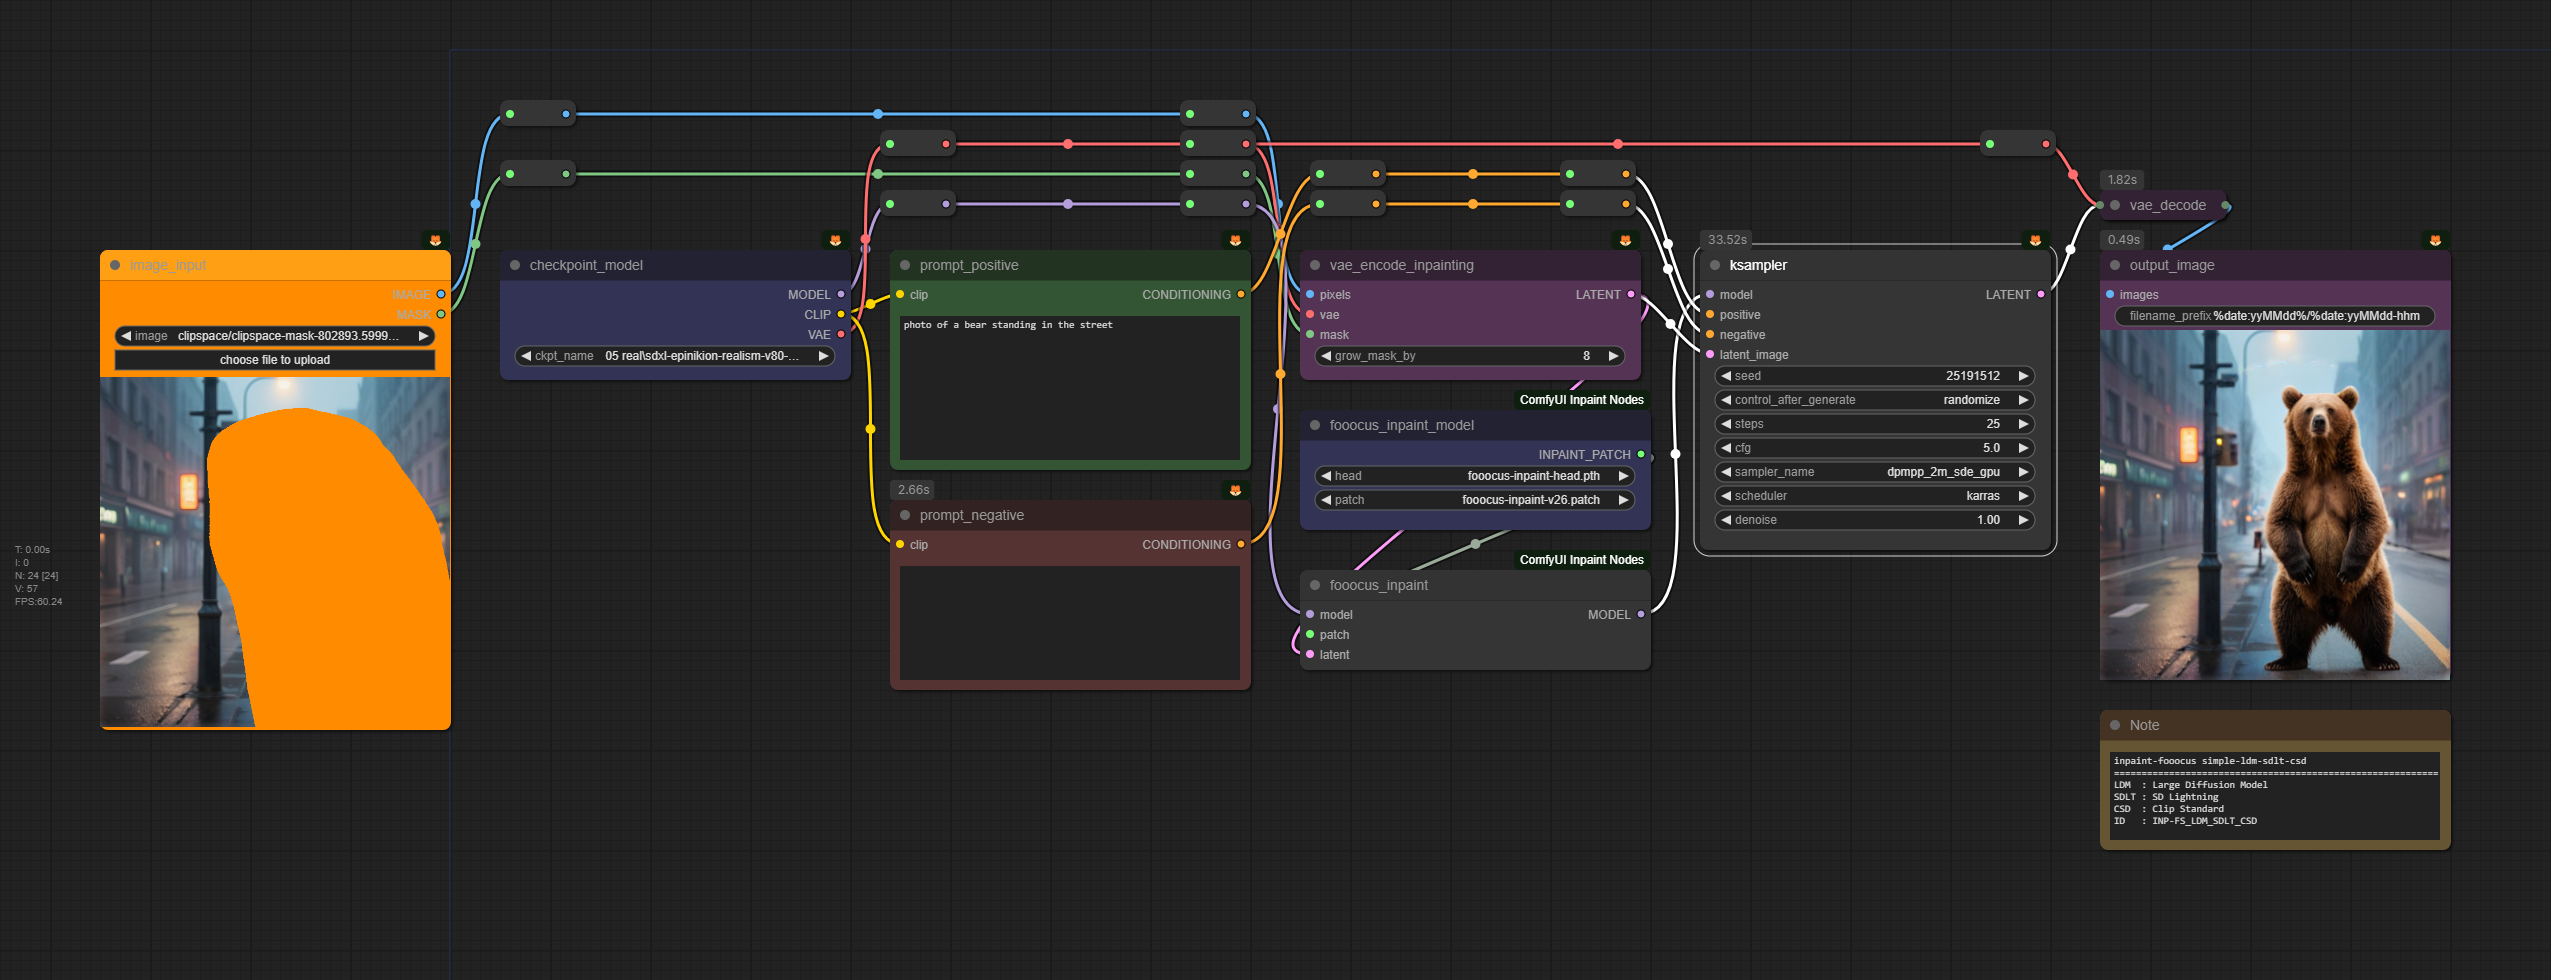 image_input
IMAGE
MASK
image clipspace/clipspace-mask-802893.5999...
choose file to upload
T: 0.00s
I: 0
N: 24 [24]
V: 57
FPS:60.24
checkpoint_model
MODEL
CLIP
VAE
ckpt_name 05 real\sdxl-epinikion-realism-v80-...
prompt_positive
clip CONDITIONING
photo of a bear standing in the street
2.66s
prompt_negative
clip CONDITIONING
vae_encode_inpainting
pixels LATENT
vae
mask
grow_mask_by 8
ComfyUI Inpaint Nodes
fooocus_inpaint_model
INPAINT_PATCH
head fooocus-inpaint-head.pth
patch fooocus-inpaint-v26.patch
ComfyUI Inpaint Nodes
fooocus_inpaint
model MODEL
patch
latent
33.52s
ksampler
model LATENT
positive
negative
latent_image
seed 25191512
control_after_generate randomize
steps 25
cfg 5.0
sampler_name dpmpp_2m_sde_gpu
scheduler karras
denoise 1.00
1.82s
vae_decode
0.49s
output_image
images
filename_prefix %date:yyMMdd%/%date:yyMMdd-hhm
Note
inpaint-fooocus simple-ldm-sdlt-csd
===========================================================
LDM : Large Diffusion Model
SDLT : SD Lightning
CSD : Clip Standard
ID : INP-FS_LDM_SDLT_CSD